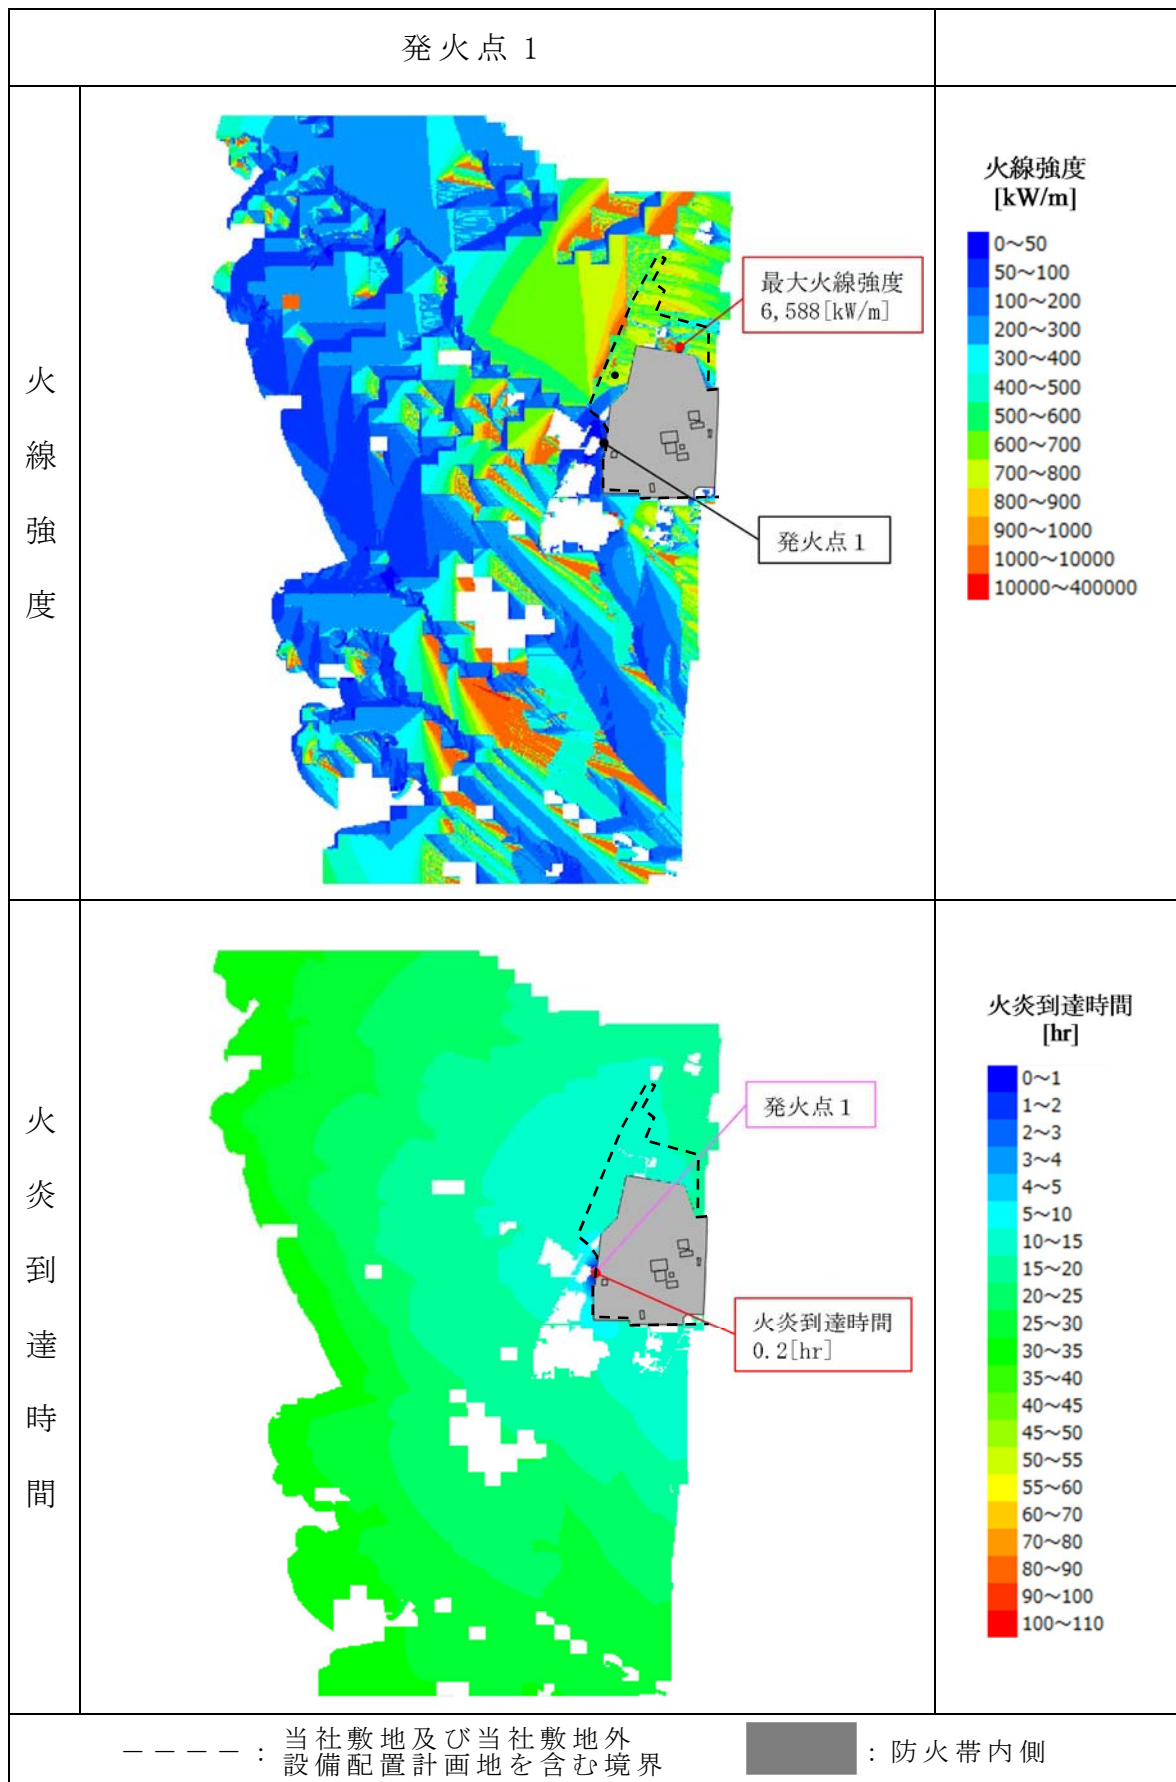 発火点1
火線強度
最大火線強度
6,588[kW/m]
発火点1
火線強度
[kW/m]
0～50
50～100
100～200
200～300
300～400
400～500
500～600
600～700
700～800
800～900
900～1000
1000～10000
10000～400000
火炎到達時間
発火点1
火炎到達時間
0.2[hr]
火炎到達時間
[hr]
0～1
1～2
2～3
3～4
4～5
5～10
10～15
15～20
20～25
25～30
30～35
35～40
40～45
45～50
50～55
55～60
60～70
70～80
80～90
90～100
100～110
－－－－：当社敷地及び当社敷地外
設備配置計画地を含む境界
：防火帯内側